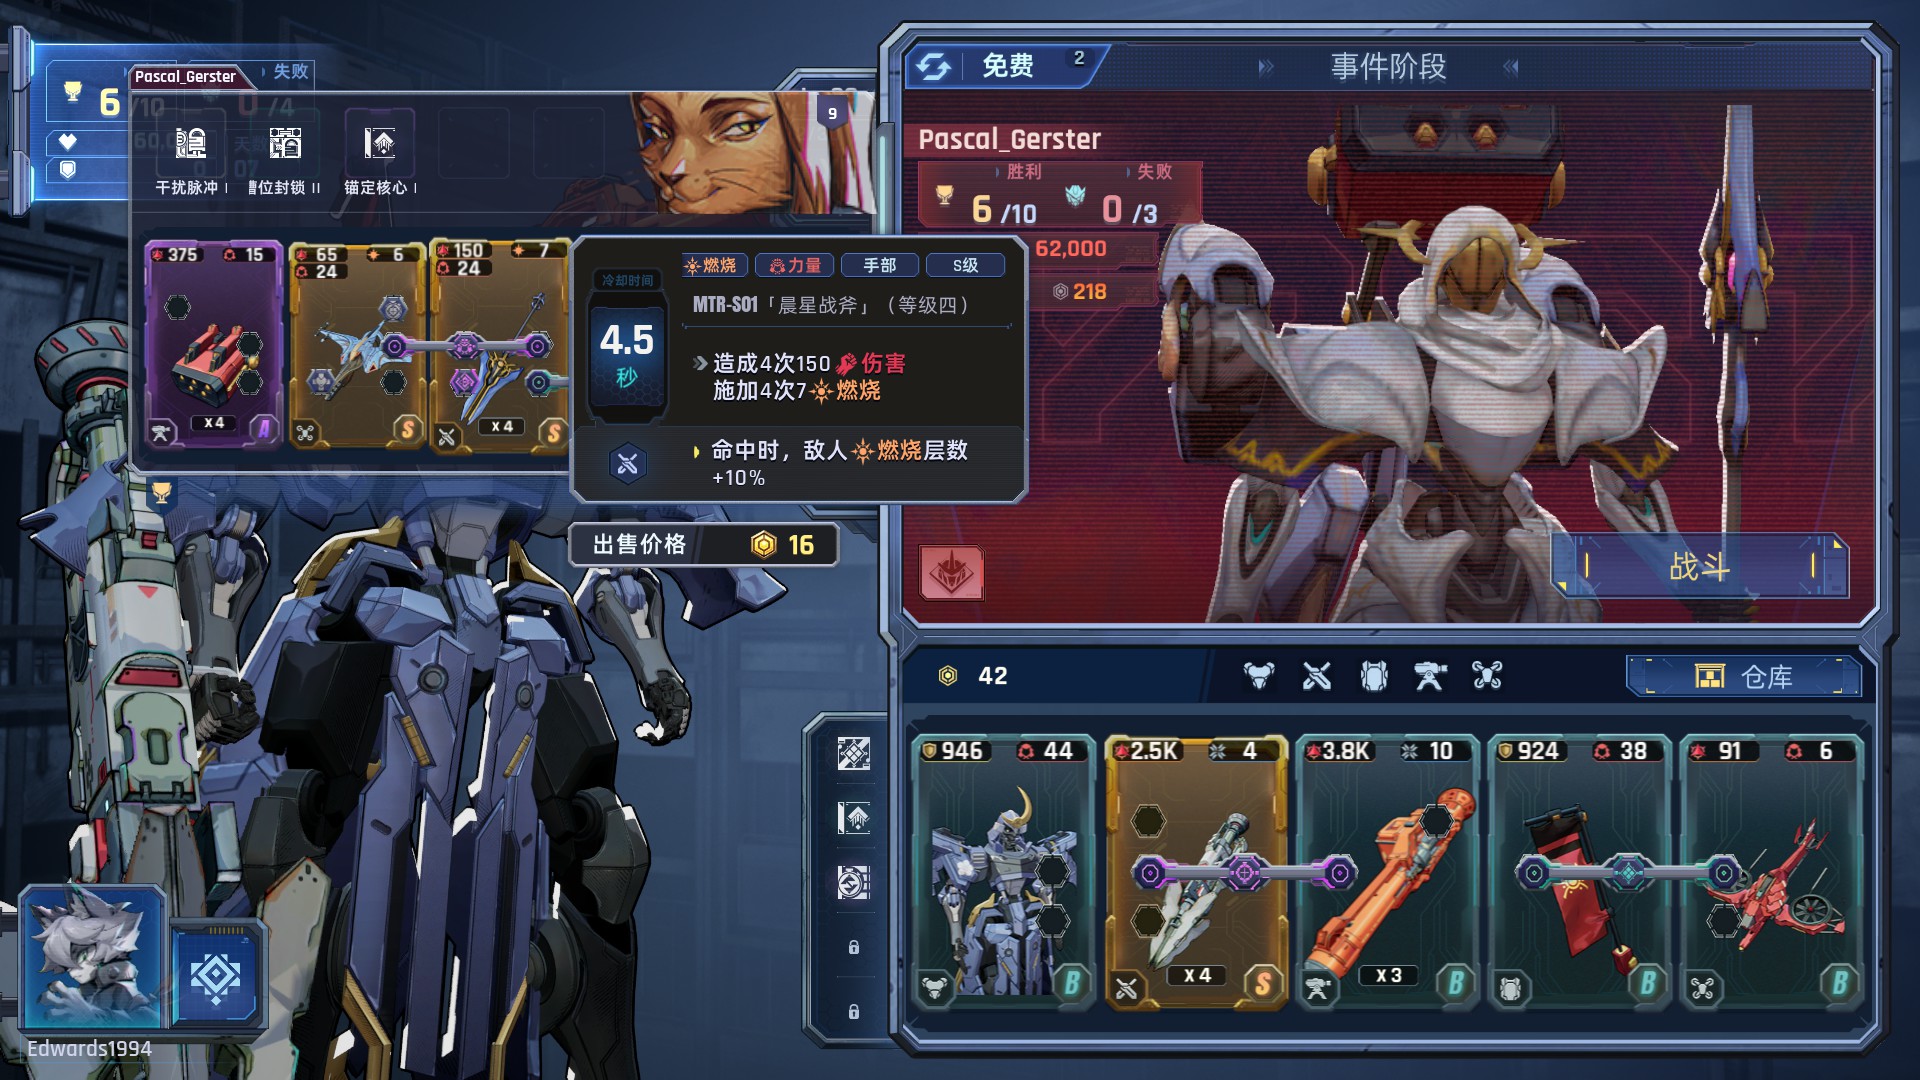 Pascal_Gerster
失败
6/10
0/4
9
干扰脉冲 I
槽位封锁 II
锚定核心 I
375
15
x4
A
65
6
24
S
150
7
24
x4
S
冷却时间
4.5
秒
燃烧
力量
手部
S级
MTR-S01「晨星战斧」（等级四）
造成4次150伤害
施加4次7燃烧
命中时，敌人燃烧层数
+10%
出售价格
16
免费
2
事件阶段
Pascal_Gerster
胜利
失败
6/10
0/3
62,000
218
战斗
42
仓库
946
44
B
2.5K
4
x4
S
3.8K
10
x3
B
924
38
B
91
6
B
Edwards1994